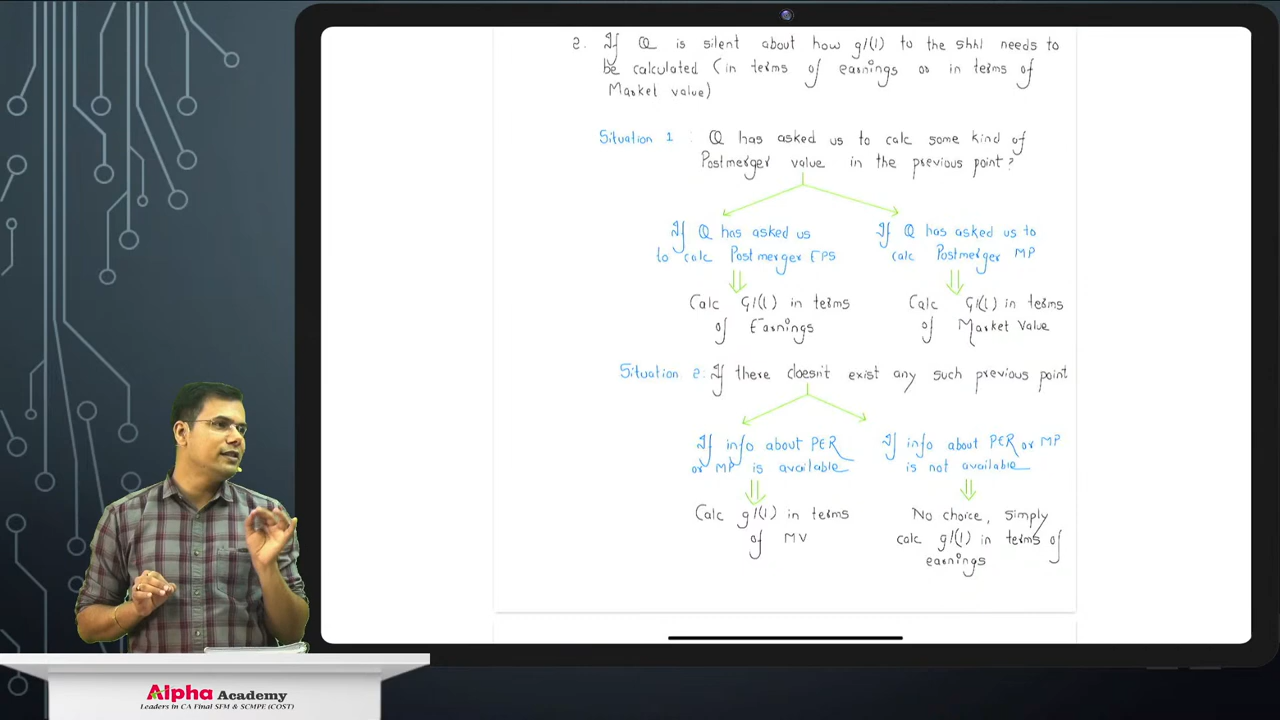 2. If Q is silent about how g/(l) to the shhl needs to
be calculated (in terms of earnings or in terms of
Market value)
Situation 1 : Q has asked us to calc some kind of
Postmerger value in the previous point?
If Q has asked us
to calc Postmerger EPS
If Q has asked us to
calc Postmerger MP
Calc G/(L) in terms
of Earnings
Calc G/(L) in terms
of Market Value
Situation 2: If there doesn't exist any such previous point
If info about PER
or MP is available
If info about PER or MP
is not available
Calc g/(l) in terms
of MV
No choice, simply
calc g/(l) in terms of
earnings
Alpha Academy
Leaders in CA Final SFM & SCMPE (COST)